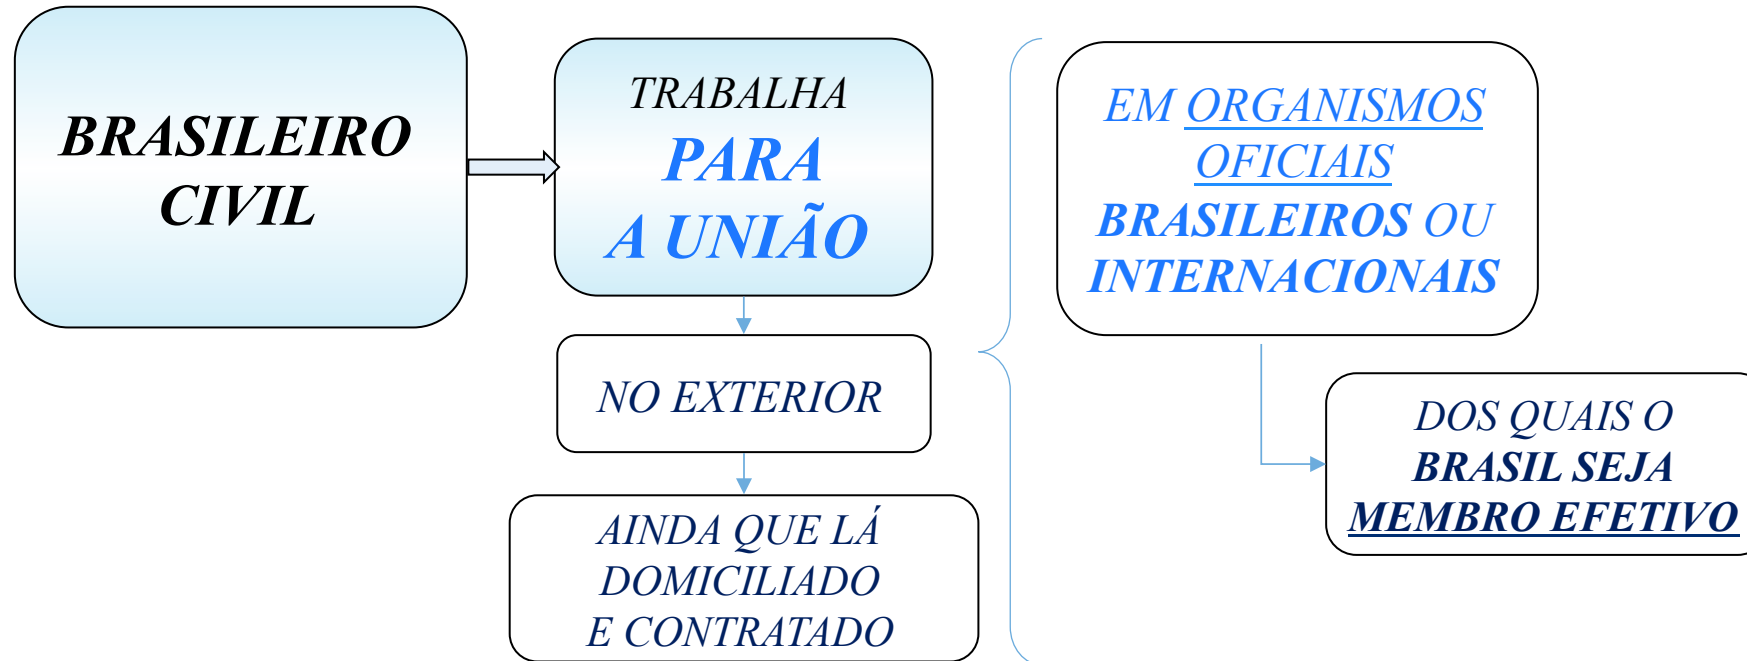 BRASILEIRO
CIVIL
TRABALHA
PARA
A UNIÃO
NO EXTERIOR
AINDA QUE LÁ
DOMICILIADO
E CONTRATADO
EM ORGANISMOS
OFICIAIS
BRASILEIROS OU
INTERNACIONAIS
DOS QUAIS O
BRASIL SEJA
MEMBRO EFETIVO